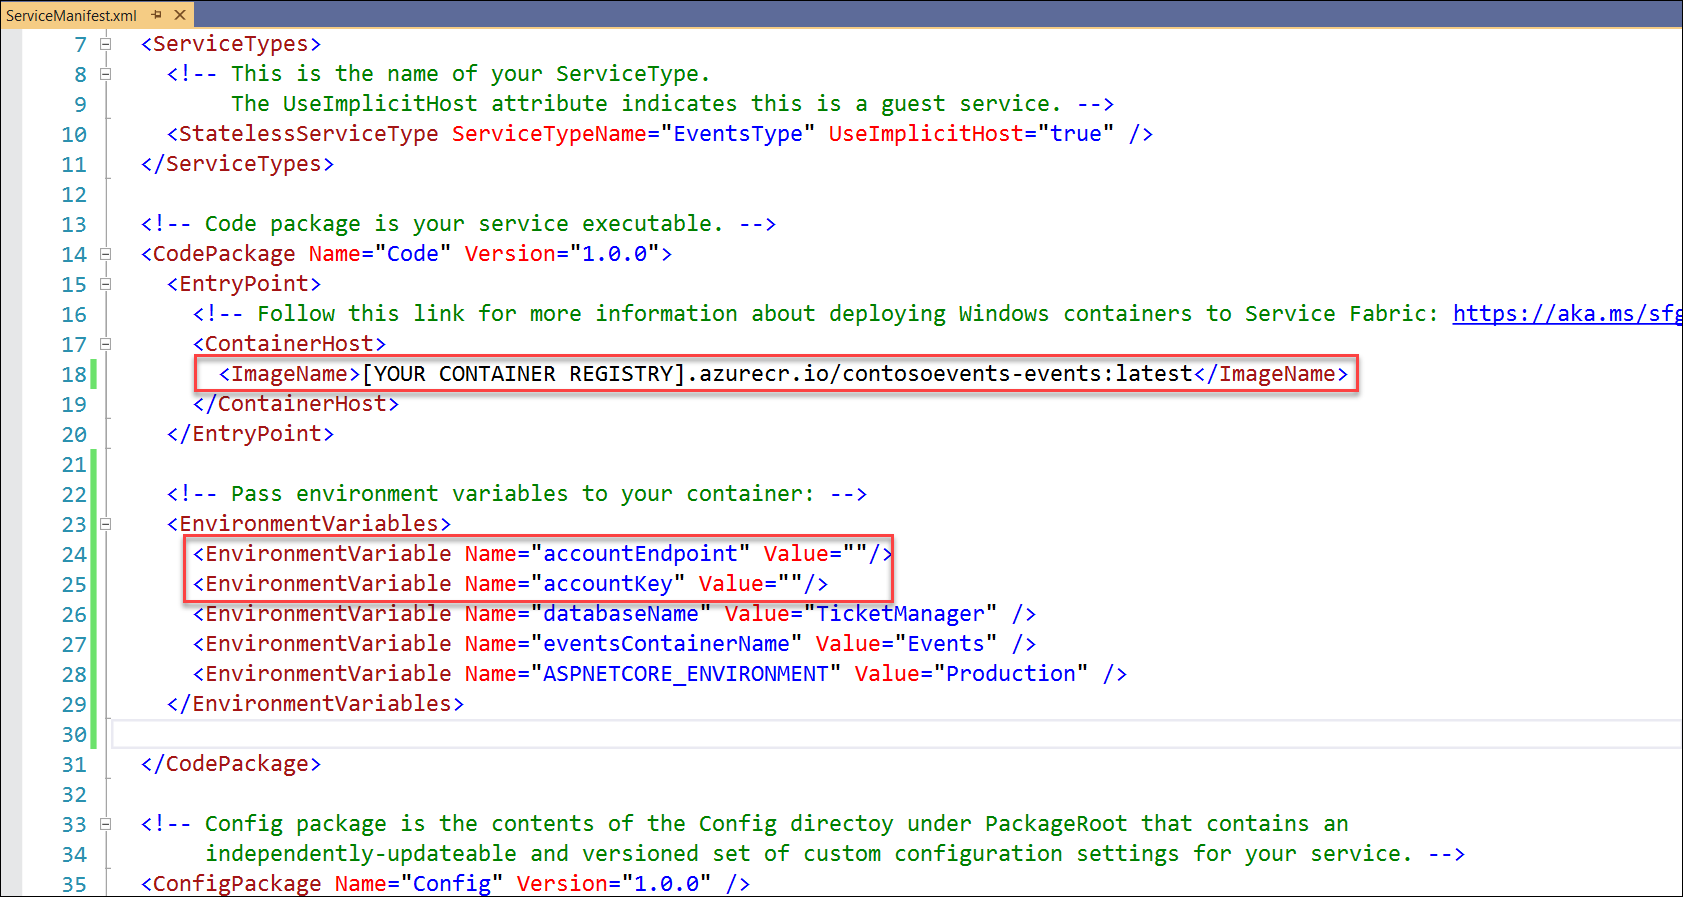 ServiceManifest.xml
7 <ServiceTypes>
8 <!-- This is the name of your ServiceType.
9 The UseImplicitHost attribute indicates this is a guest service. -->
10 <StatelessServiceType ServiceTypeName="EventsType" UseImplicitHost="true" />
11 </ServiceTypes>
12
13 <!-- Code package is your service executable. -->
14 <CodePackage Name="Code" Version="1.0.0">
15 <EntryPoint>
16 <!-- Follow this link for more information about deploying Windows containers to Service Fabric: https://aka.ms/sfg
17 <ContainerHost>
18 <ImageName>[YOUR CONTAINER REGISTRY].azurecr.io/contosoevents-events:latest</ImageName>
19 </ContainerHost>
20 </EntryPoint>
21
22 <!-- Pass environment variables to your container: -->
23 <EnvironmentVariables>
24 <EnvironmentVariable Name="accountEndpoint" Value=""/>
25 <EnvironmentVariable Name="accountKey" Value=""/>
26 <EnvironmentVariable Name="databaseName" Value="TicketManager" />
27 <EnvironmentVariable Name="eventsContainerName" Value="Events" />
28 <EnvironmentVariable Name="ASPNETCORE_ENVIRONMENT" Value="Production" />
29 </EnvironmentVariables>
30
31 </CodePackage>
32
33 <!-- Config package is the contents of the Config directoy under PackageRoot that contains an
34 independently-updateable and versioned set of custom configuration settings for your service. -->
35 <ConfigPackage Name="Config" Version="1.0.0" />